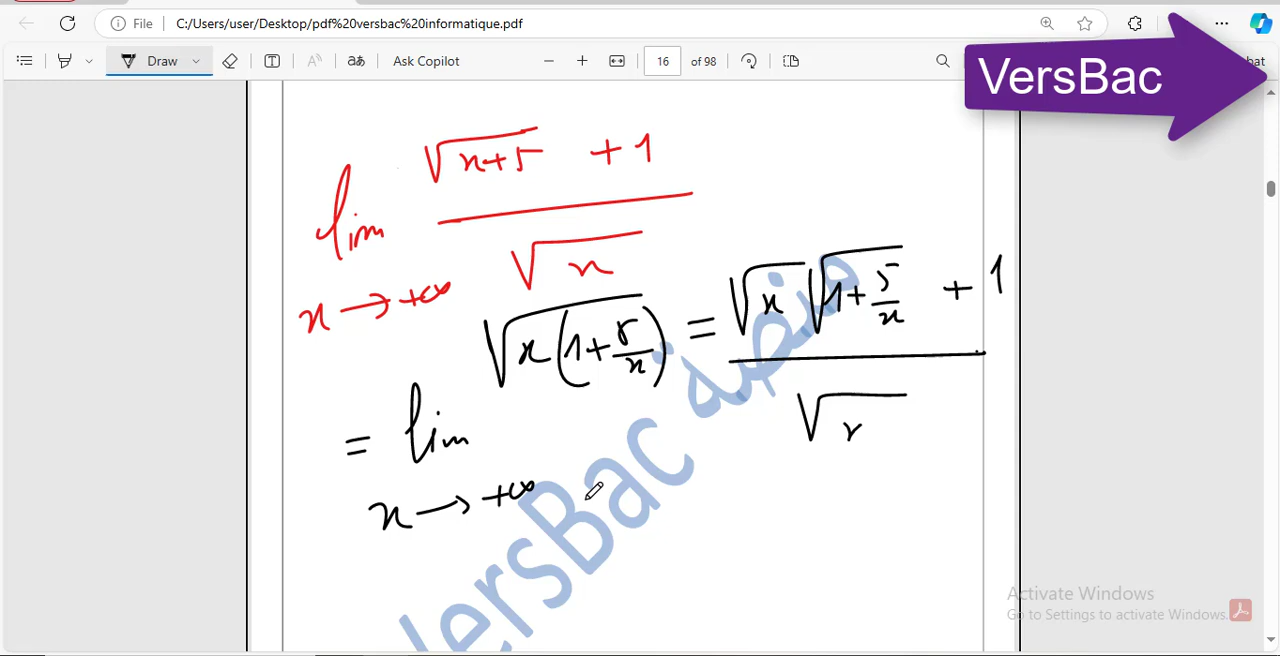 File C:/Users/user/Desktop/pdf%20versbac%20informatique.pdf
Draw Ask Copilot 16 of 98
VersBac
lim √(x+5) + 1 / √x
x → +∞
√(x(1+5/x)) = √x √(1+5/x) + 1 / √x
= lim
x → +∞
VersBac
Activate Windows
Go to Settings to activate Windows.